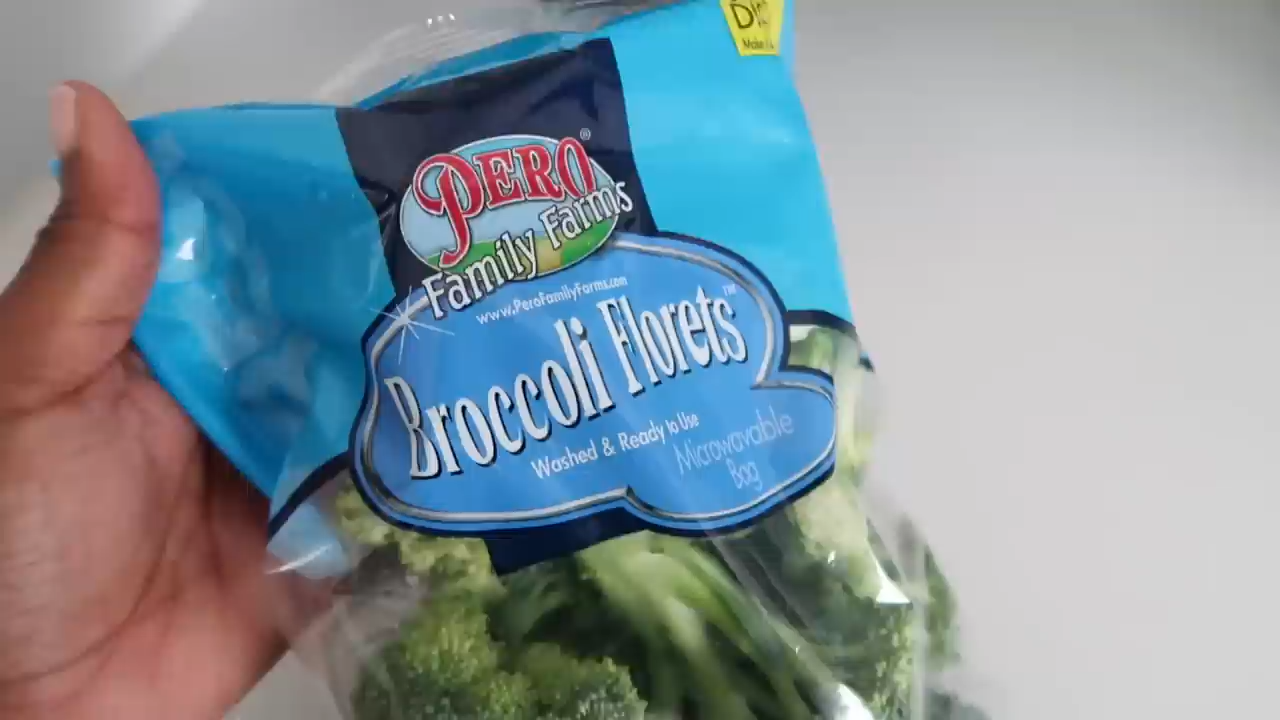 PERO®
Family Farms
www.PeroFamilyFarms.com
Broccoli Florets™
Washed & Ready to Use
Microwavable
Bag